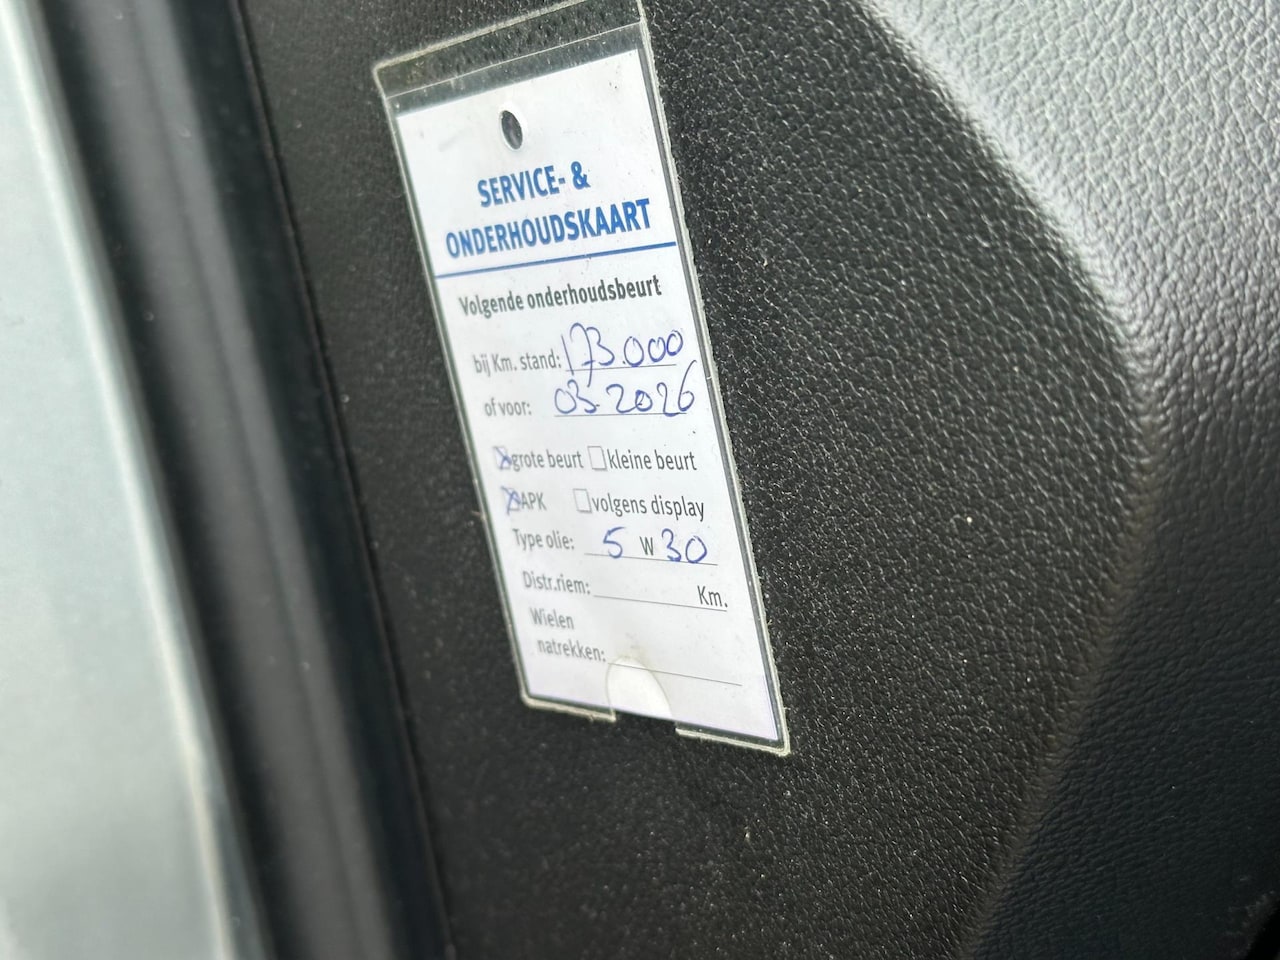 SERVICE- &
ONDERHOUDSKAART
Volgende onderhoudsbeurt
bij Km. stand: 173.000
of voor: 03-2026
grote beurt kleine beurt
APK volgens display
Type olie: 5 W 30
Distr.riem: Km.
Wielen
natrekken: